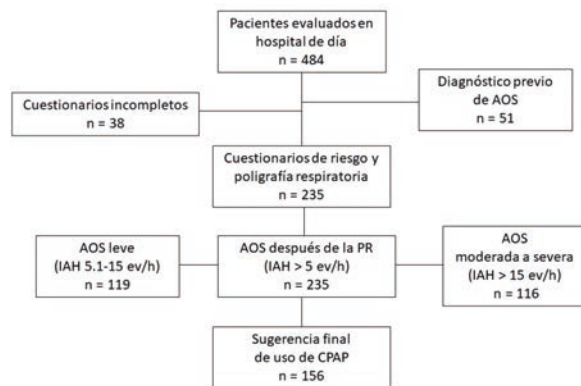 Pacientes evaluados en
hospital de día
n = 484
Diagnóstico previo
de AOS
n = 51
Cuestionarios incompletos
n = 38
Cuestionarios de riesgo y
poligrafía respiratoria
n = 235
AOS leve
(IAH 5.1-15 ev/h)
n = 119
AOS después de la PR
(IAH > 5 ev/h)
n = 235
AOS
moderada a severa
(IAH > 15 ev/h)
n = 116
Sugerencia final
de uso de CPAP
n = 156